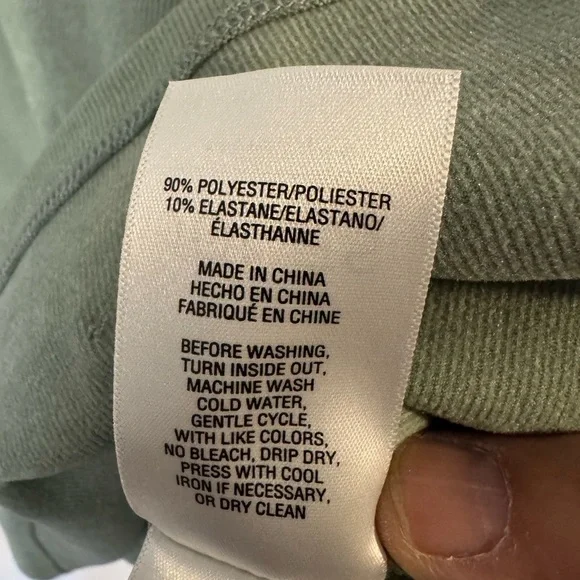 90% POLYESTER/POLIESTER
10% ELASTANE/ELASTANO/
ÉLASTHANNE
MADE IN CHINA
HECHO EN CHINA
FABRIQUÉ EN CHINE
BEFORE WASHING,
TURN INSIDE OUT,
MACHINE WASH
COLD WATER,
GENTLE CYCLE,
WITH LIKE COLORS,
NO BLEACH, DRIP DRY,
PRESS WITH COOL
IRON IF NECESSARY,
OR DRY CLEAN